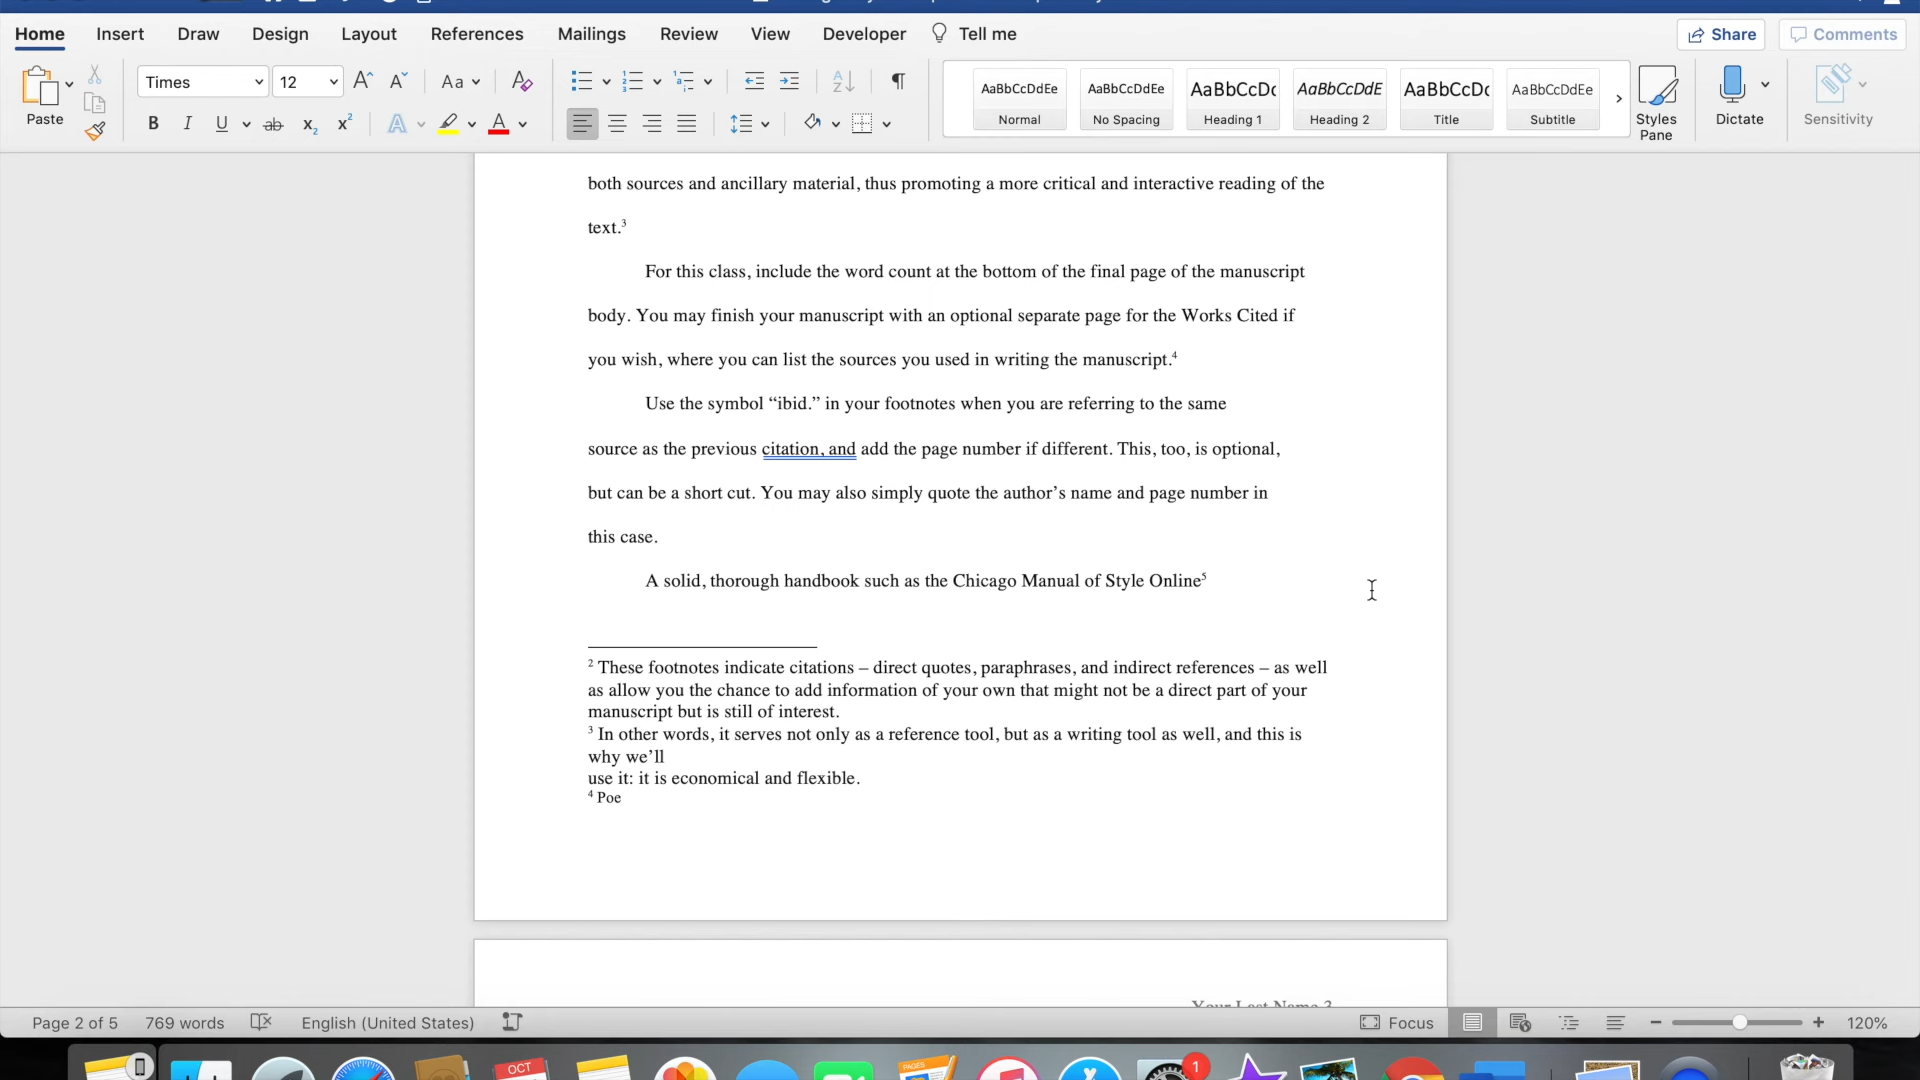 Home Insert Draw Design Layout References Mailings Review View Developer Tell me Share Comments
Paste
Times 12 Aa
B I U ab x2 x2 A A
AaBbCcDdEe AaBbCcDdEe AaBbCcDc AaBbCcDdE AaBbCcDc AaBbCcDdEe
Normal No Spacing Heading 1 Heading 2 Title Subtitle
Styles Pane
Dictate
Sensitivity
both sources and ancillary material, thus promoting a more critical and interactive reading of the
text.3
For this class, include the word count at the bottom of the final page of the manuscript
body. You may finish your manuscript with an optional separate page for the Works Cited if
you wish, where you can list the sources you used in writing the manuscript.4
Use the symbol “ibid.” in your footnotes when you are referring to the same
source as the previous citation, and add the page number if different. This, too, is optional,
but can be a short cut. You may also simply quote the author’s name and page number in
this case.
A solid, thorough handbook such as the Chicago Manual of Style Online5
2 These footnotes indicate citations – direct quotes, paraphrases, and indirect references – as well
as allow you the chance to add information of your own that might not be a direct part of your
manuscript but is still of interest.
3 In other words, it serves not only as a reference tool, but as a writing tool as well, and this is
why we’ll
use it: it is economical and flexible.
4 Poe
Your Last Name 3
Page 2 of 5 769 words English (United States) Focus 120%
OCT PAGES 1